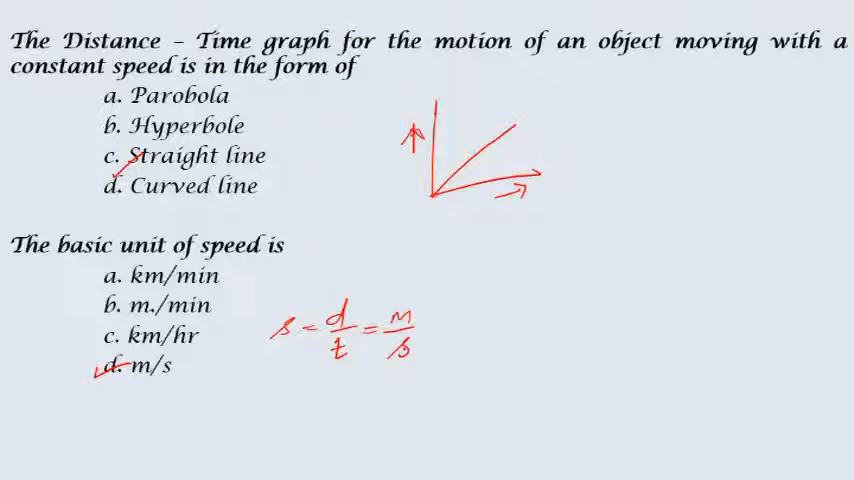 The Distance – Time graph for the motion of an object moving with a
constant speed is in the form of
a. Parobola
b. Hyperbole
c. Straight line
d. Curved line
The basic unit of speed is
a. km/min
b. m./min
c. km/hr
d. m/s
s = d/t = m/s